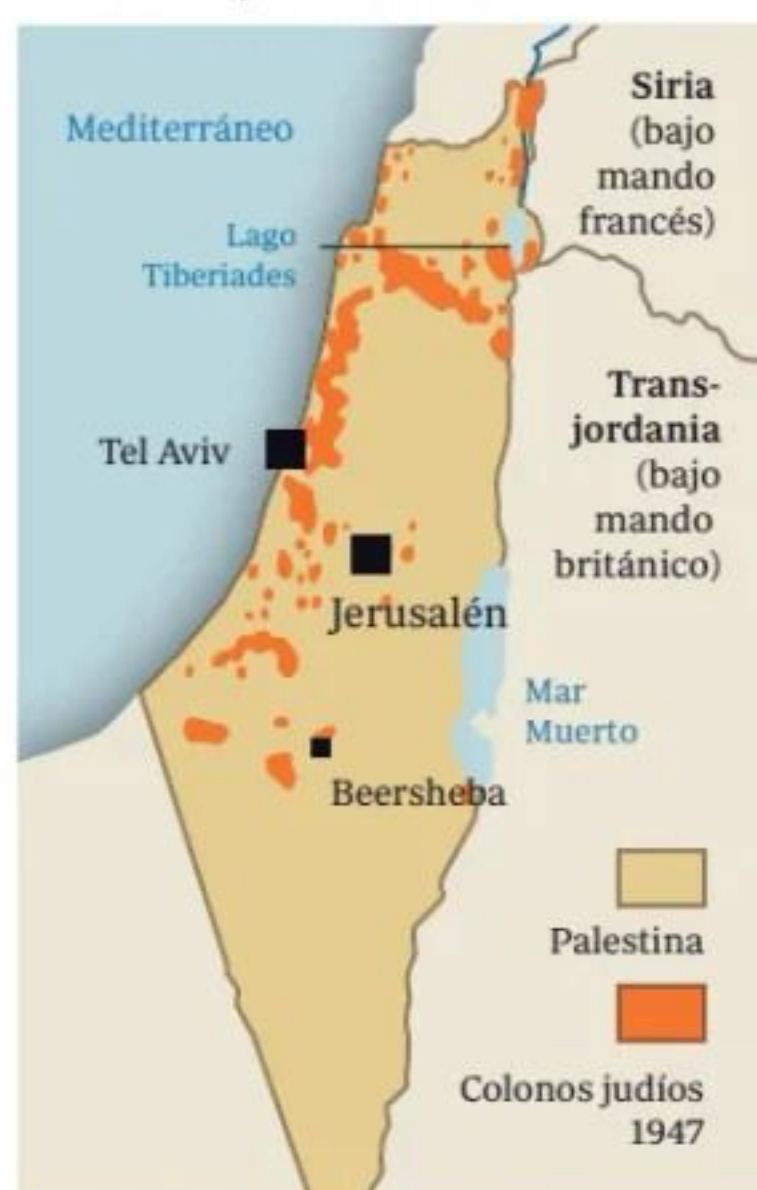 Siria
(bajo
mando
francés)
Mediterráneo
Lago
Tiberiades
Trans-
jordania
(bajo
mando
británico)
Tel Aviv
Jerusalén
Mar
Muerto
Beersheba
Palestina
Colonos judíos
1947